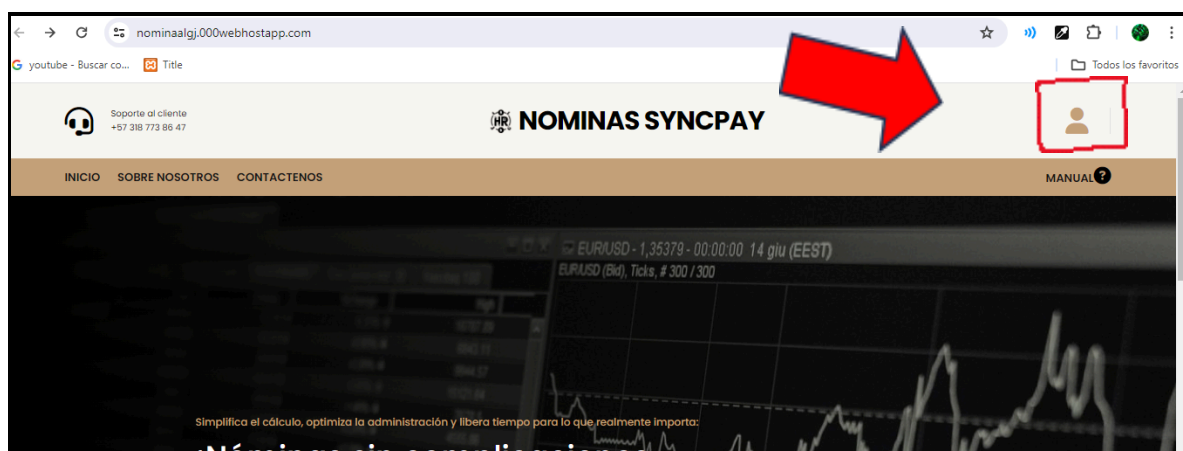 nominaalgj.000webhostapp.com
youtube - Buscar co... Title Todos los favoritos
Soporte al cliente
+57 318 773 86 47
HR NOMINAS SYNCPAY
INICIO SOBRE NOSOTROS CONTACTENOS MANUAL?
EUR/USD - 1,35379 - 00:00:00 14 giu (EEST)
EUR/USD (Bid), Ticks, # 300 / 300
Simplifica el cálculo, optimiza la administración y libera tiempo para lo que realmente importa: